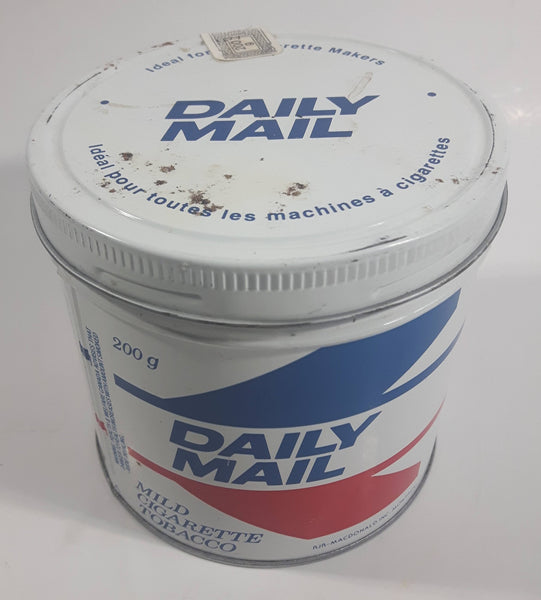 Ideal for rette Makers
DAILY
MAIL
Idéal pour toutes les machines à cigarettes
200 g
DAILY
MAIL
MILD
CIGARETTE
TOBACCO
RJR-MACDONALD INC.